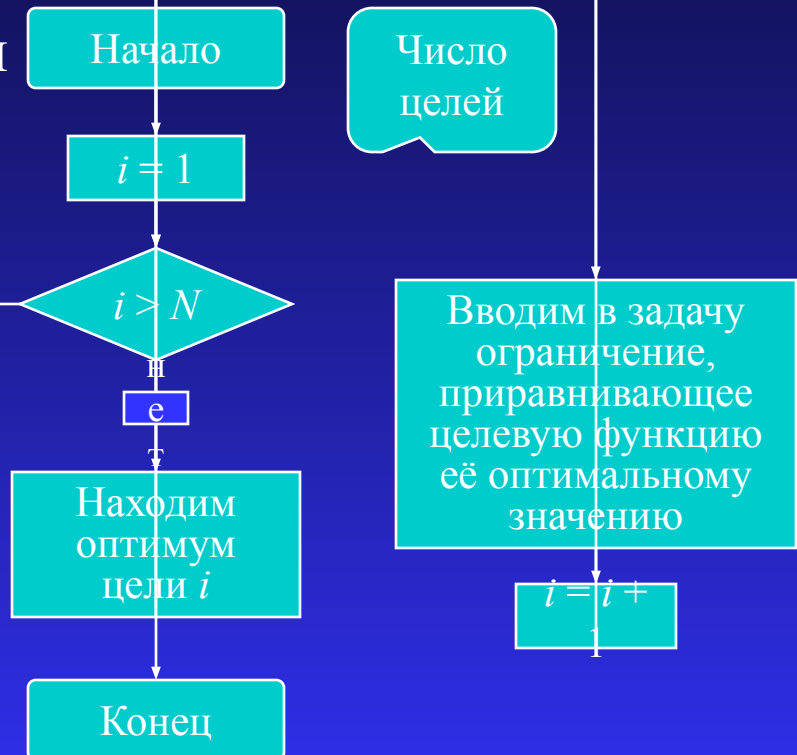 Начало
i = 1
i > N
н
е
т
Находим
оптимум
цели i
Конец
Число
целей
Вводим в задачу
ограничение,
приравнивающее
целевую функцию
её оптимальному
значению
i = i +
1